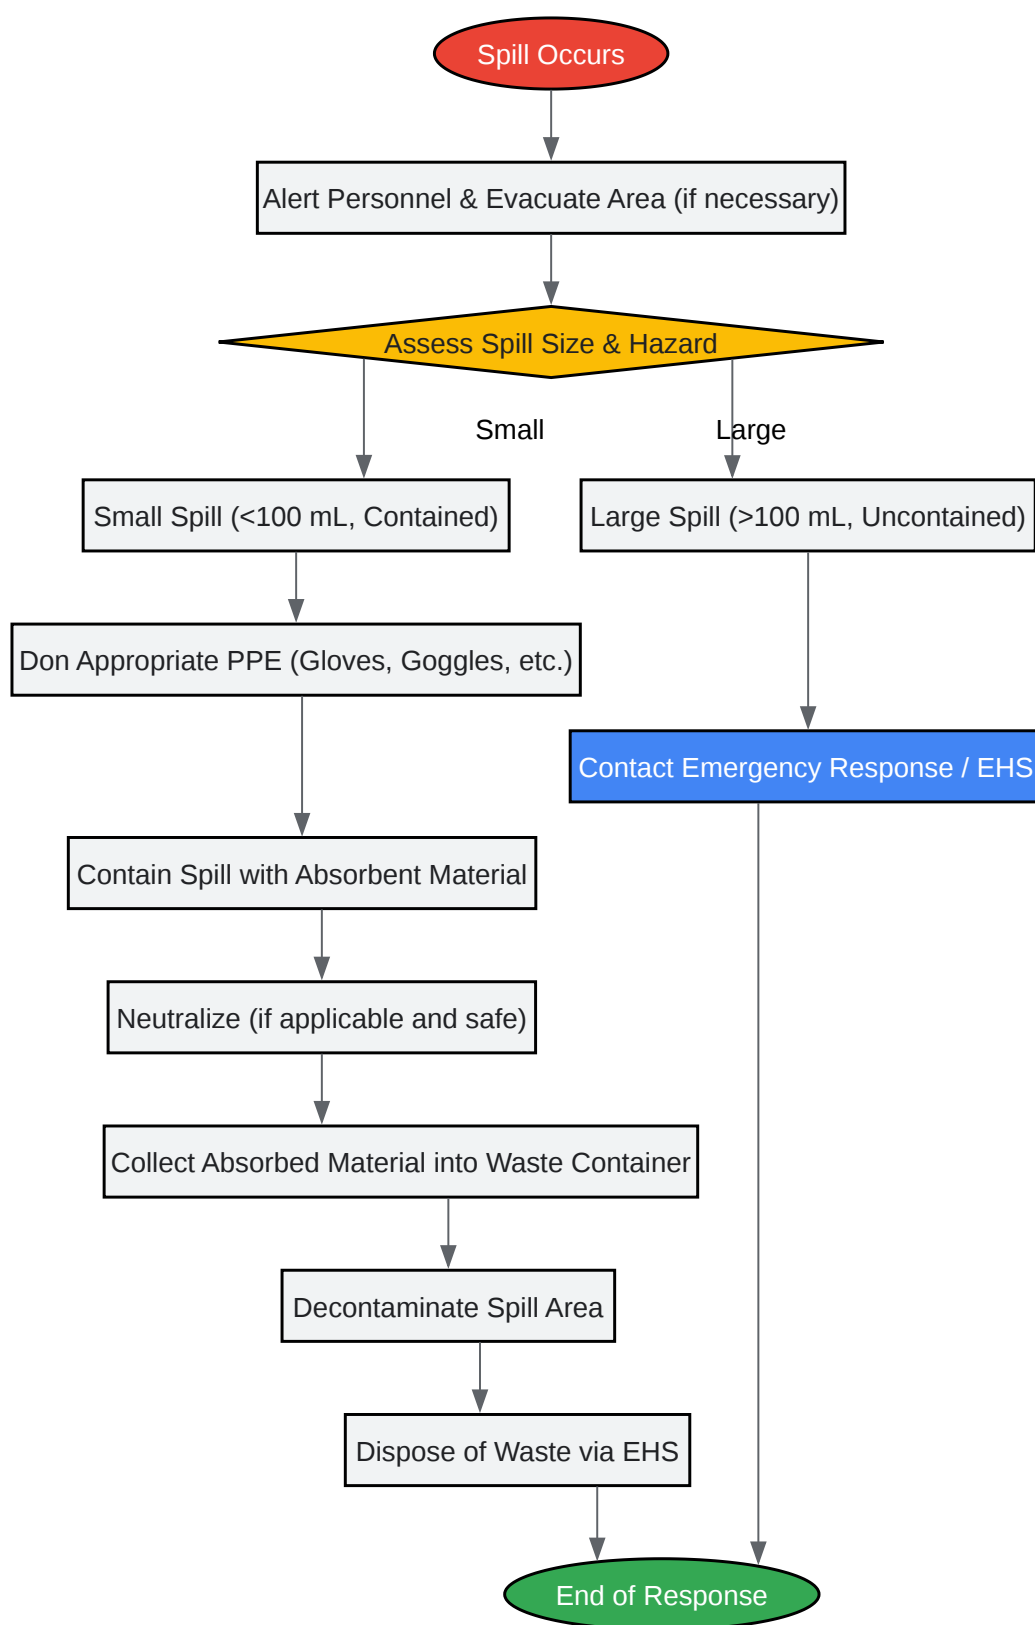 Spill Occurs
Alert Personnel & Evacuate Area (if necessary)
Assess Spill Size & Hazard
Small
Large
Small Spill (<100 mL, Contained)
Large Spill (>100 mL, Uncontained)
Don Appropriate PPE (Gloves, Goggles, etc.)
Contact Emergency Response / EHS
Contain Spill with Absorbent Material
Neutralize (if applicable and safe)
Collect Absorbed Material into Waste Container
Decontaminate Spill Area
Dispose of Waste via EHS
End of Response